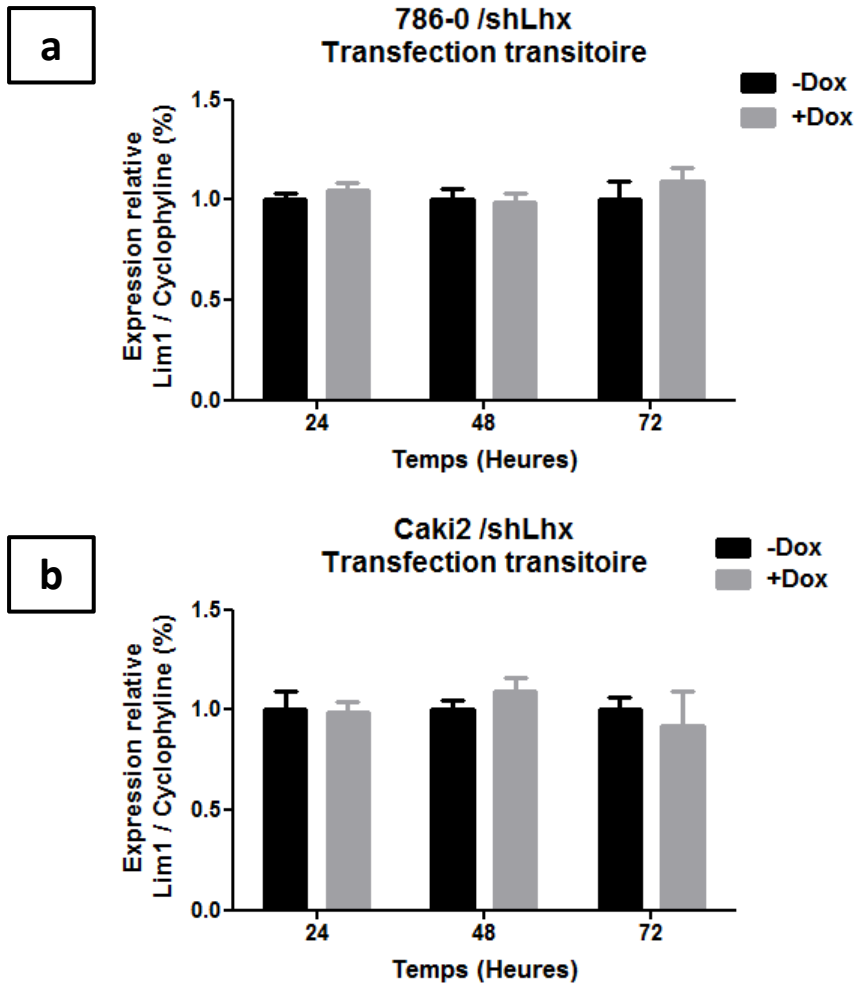 a
786-0 /shLhx
Transfection transitoire
-Dox
+Dox
Expression relative
Lim1 / Cyclophyline (%)
1.5
1.0
0.5
0.0
24 48 72
Temps (Heures)
b
Caki2 /shLhx
Transfection transitoire
-Dox
+Dox
Expression relative
Lim1 / Cyclophyline (%)
1.5
1.0
0.5
0.0
24 48 72
Temps (Heures)